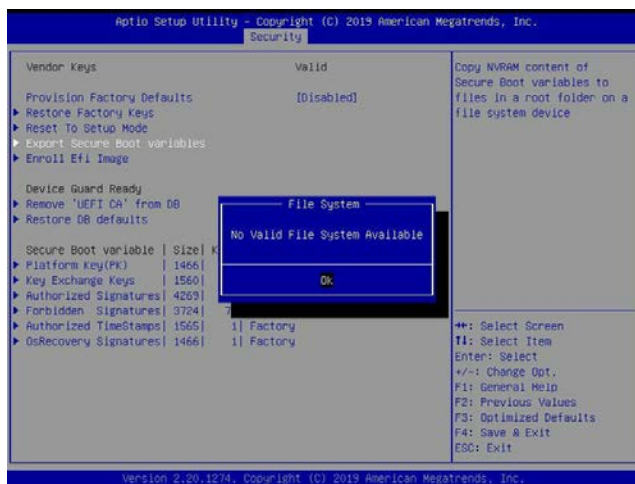 Aptio Setup Utility – Copyright (C) 2019 American Megatrends, Inc.
Security
Vendor Keys Valid
Provision Factory Defaults [Disabled]
Restore Factory Keys
Reset To Setup Mode
Export Secure Boot variables
Enroll Efi Image
Device Guard Ready
Remove 'UEFI CA' from DB
Restore DB defaults
Secure Boot variable | Size| K
Platform Key(PK) | 1466|
Key Exchange Keys | 1560|
Authorized Signatures| 4269|
Forbidden Signatures| 3724| 7
Authorized TimeStamps| 1565| 1| Factory
OsRecovery Signatures| 1466| 1| Factory
File System
No Valid File System Available
Ok
Copy NVRAM content of
Secure Boot variables to
files in a root folder on a
file system device
++: Select Screen
↑↓: Select Item
Enter: Select
+/-: Change Opt.
F1: General Help
F2: Previous Values
F3: Optimized Defaults
F4: Save & Exit
ESC: Exit
Version 2.20.1274. Copyright (C) 2019 American Megatrends, Inc.